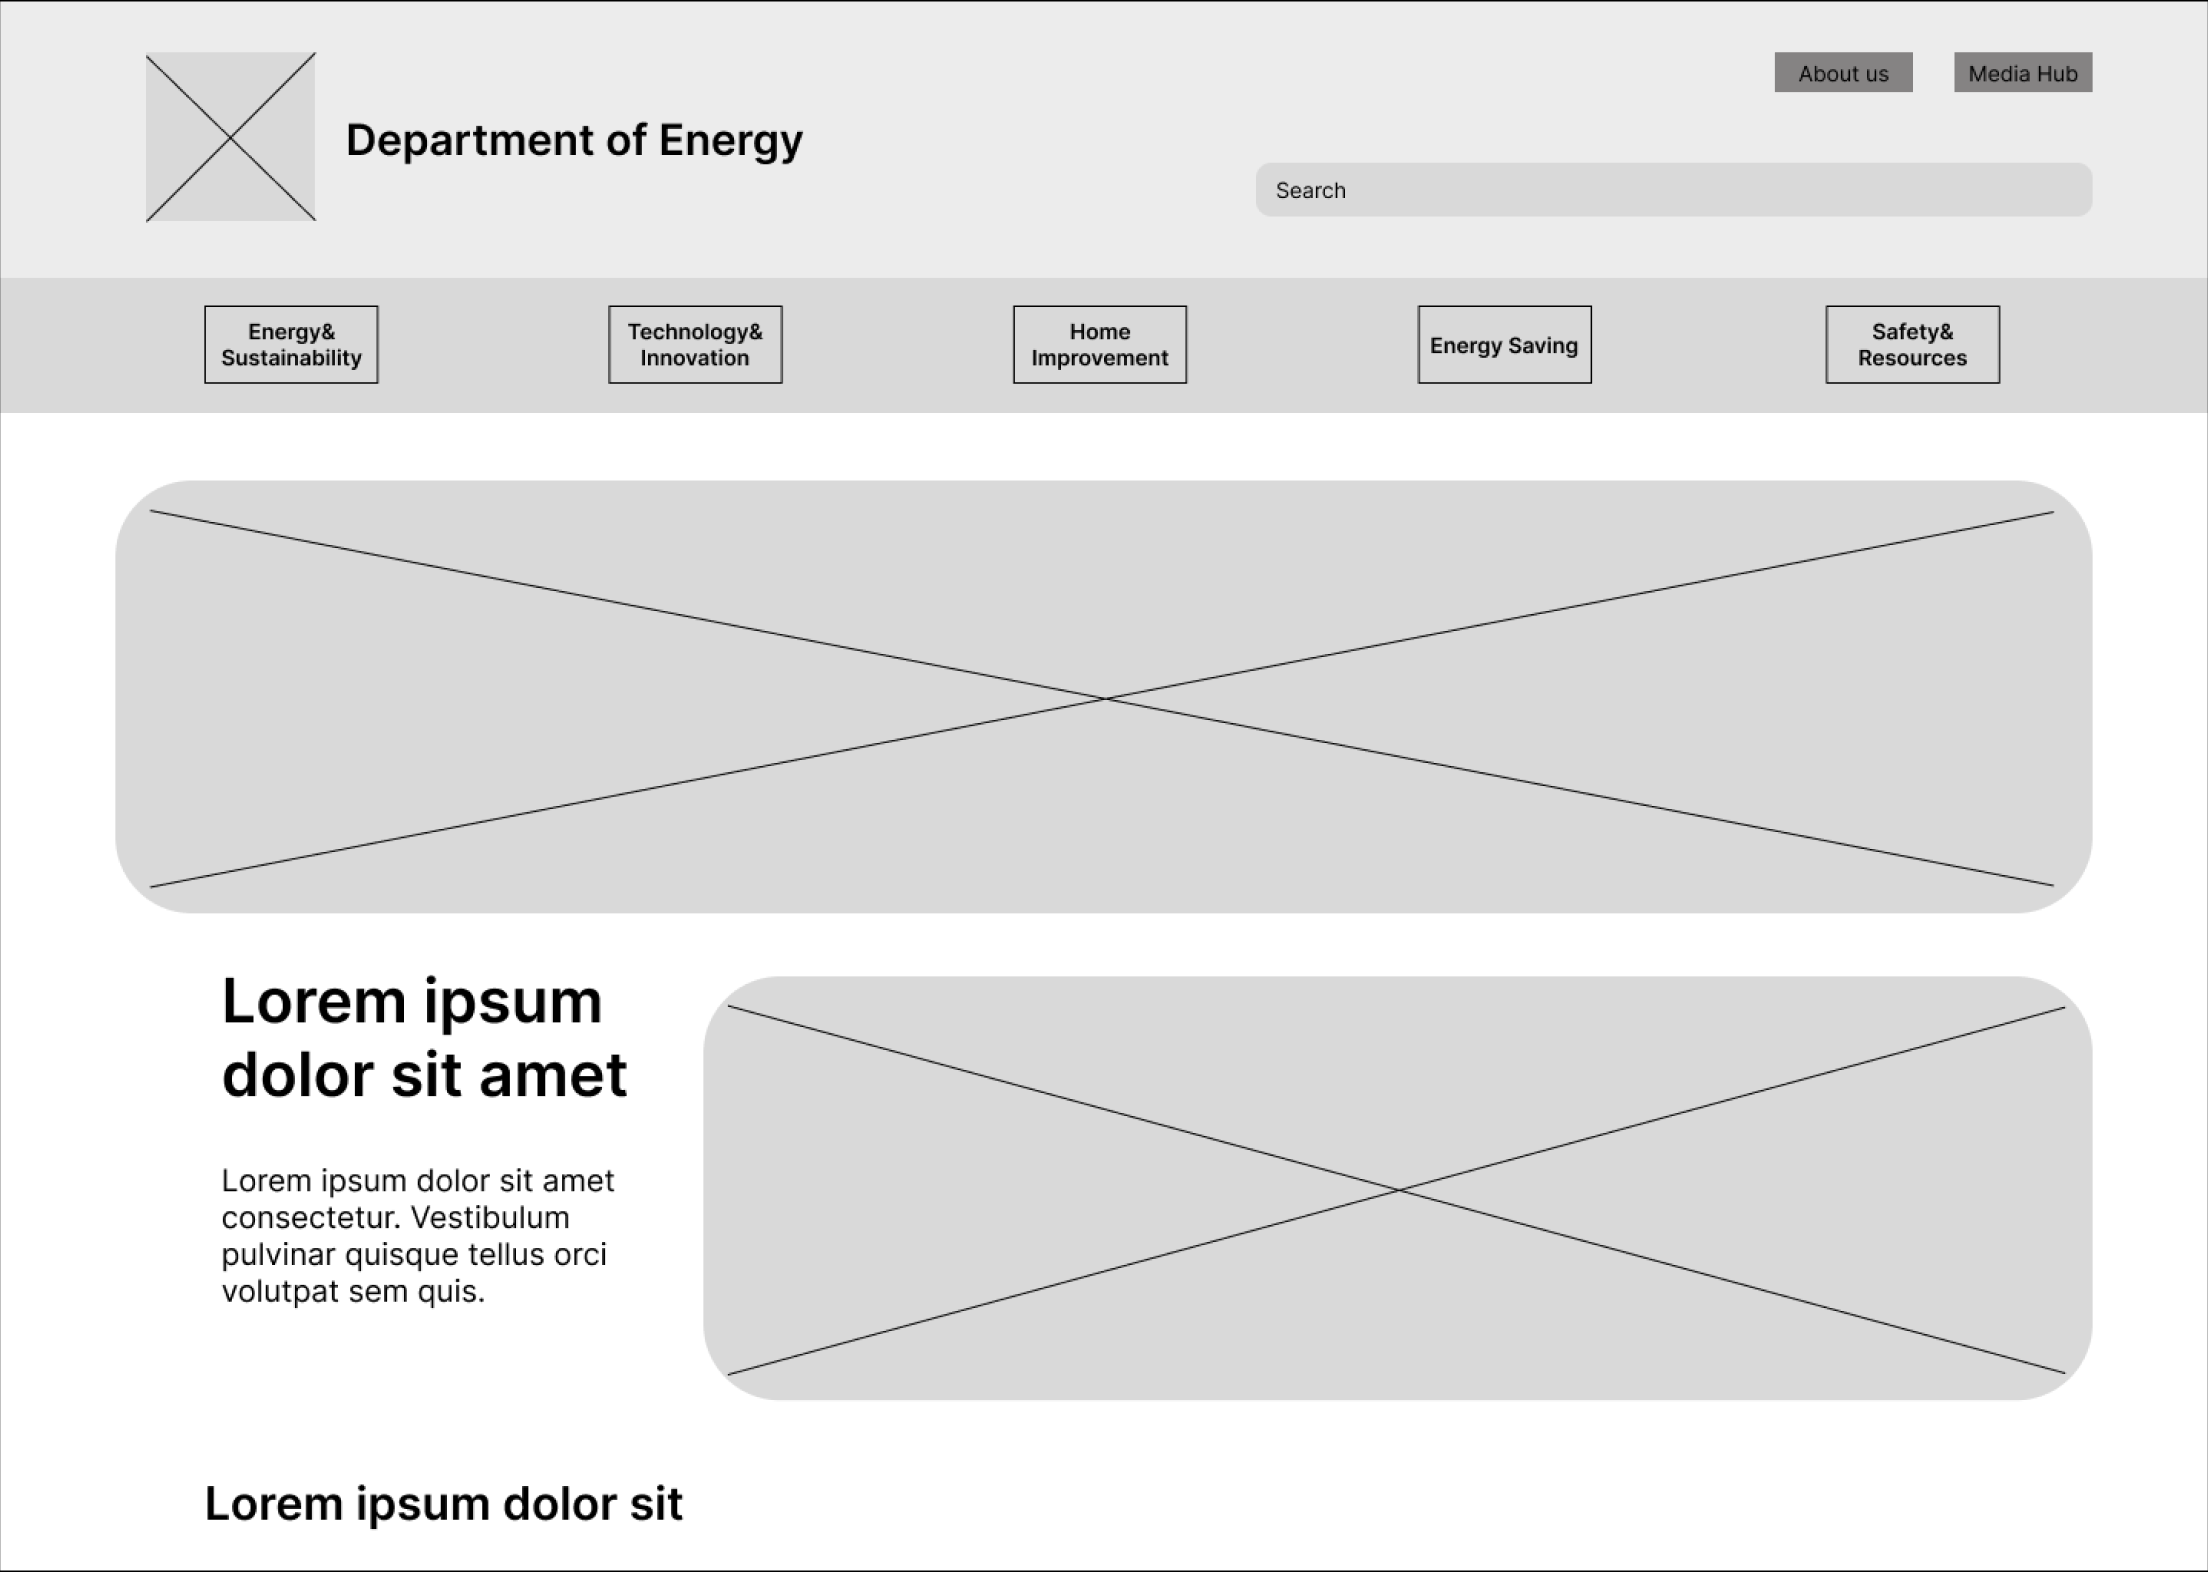 About us
Media Hub
Department of Energy
Search
Energy&
Sustainability
Technology&
Innovation
Home
Improvement
Energy Saving
Safety&
Resources
Lorem ipsum
dolor sit amet
Lorem ipsum dolor sit amet
consectetur. Vestibulum
pulvinar quisque tellus orci
volutpat sem quis.
Lorem ipsum dolor sit